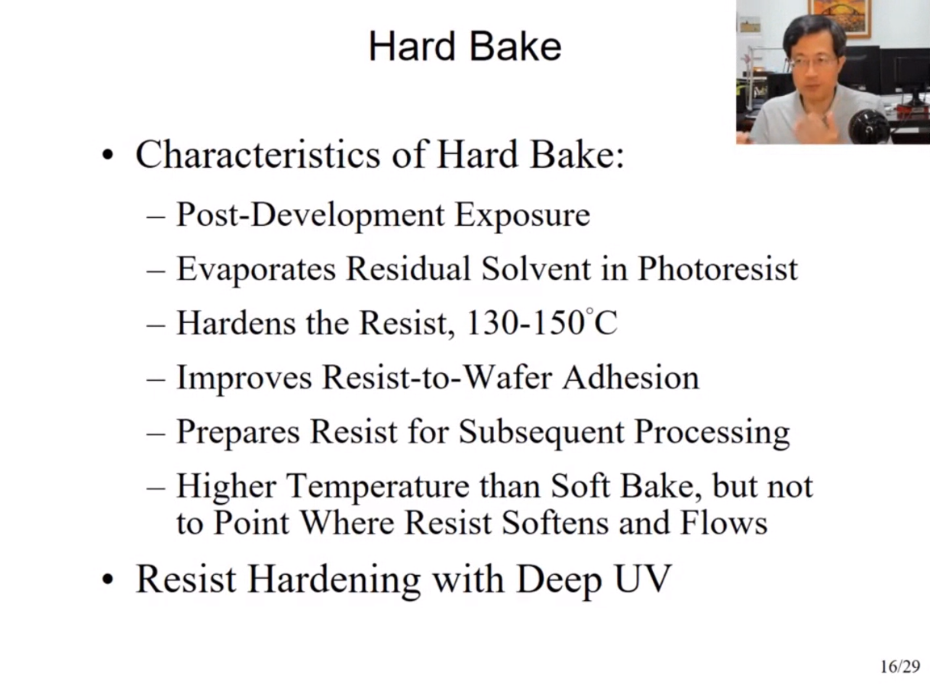 Hard Bake
• Characteristics of Hard Bake:
– Post-Development Exposure
– Evaporates Residual Solvent in Photoresist
– Hardens the Resist, 130-150°C
– Improves Resist-to-Wafer Adhesion
– Prepares Resist for Subsequent Processing
– Higher Temperature than Soft Bake, but not
to Point Where Resist Softens and Flows
• Resist Hardening with Deep UV
16/29